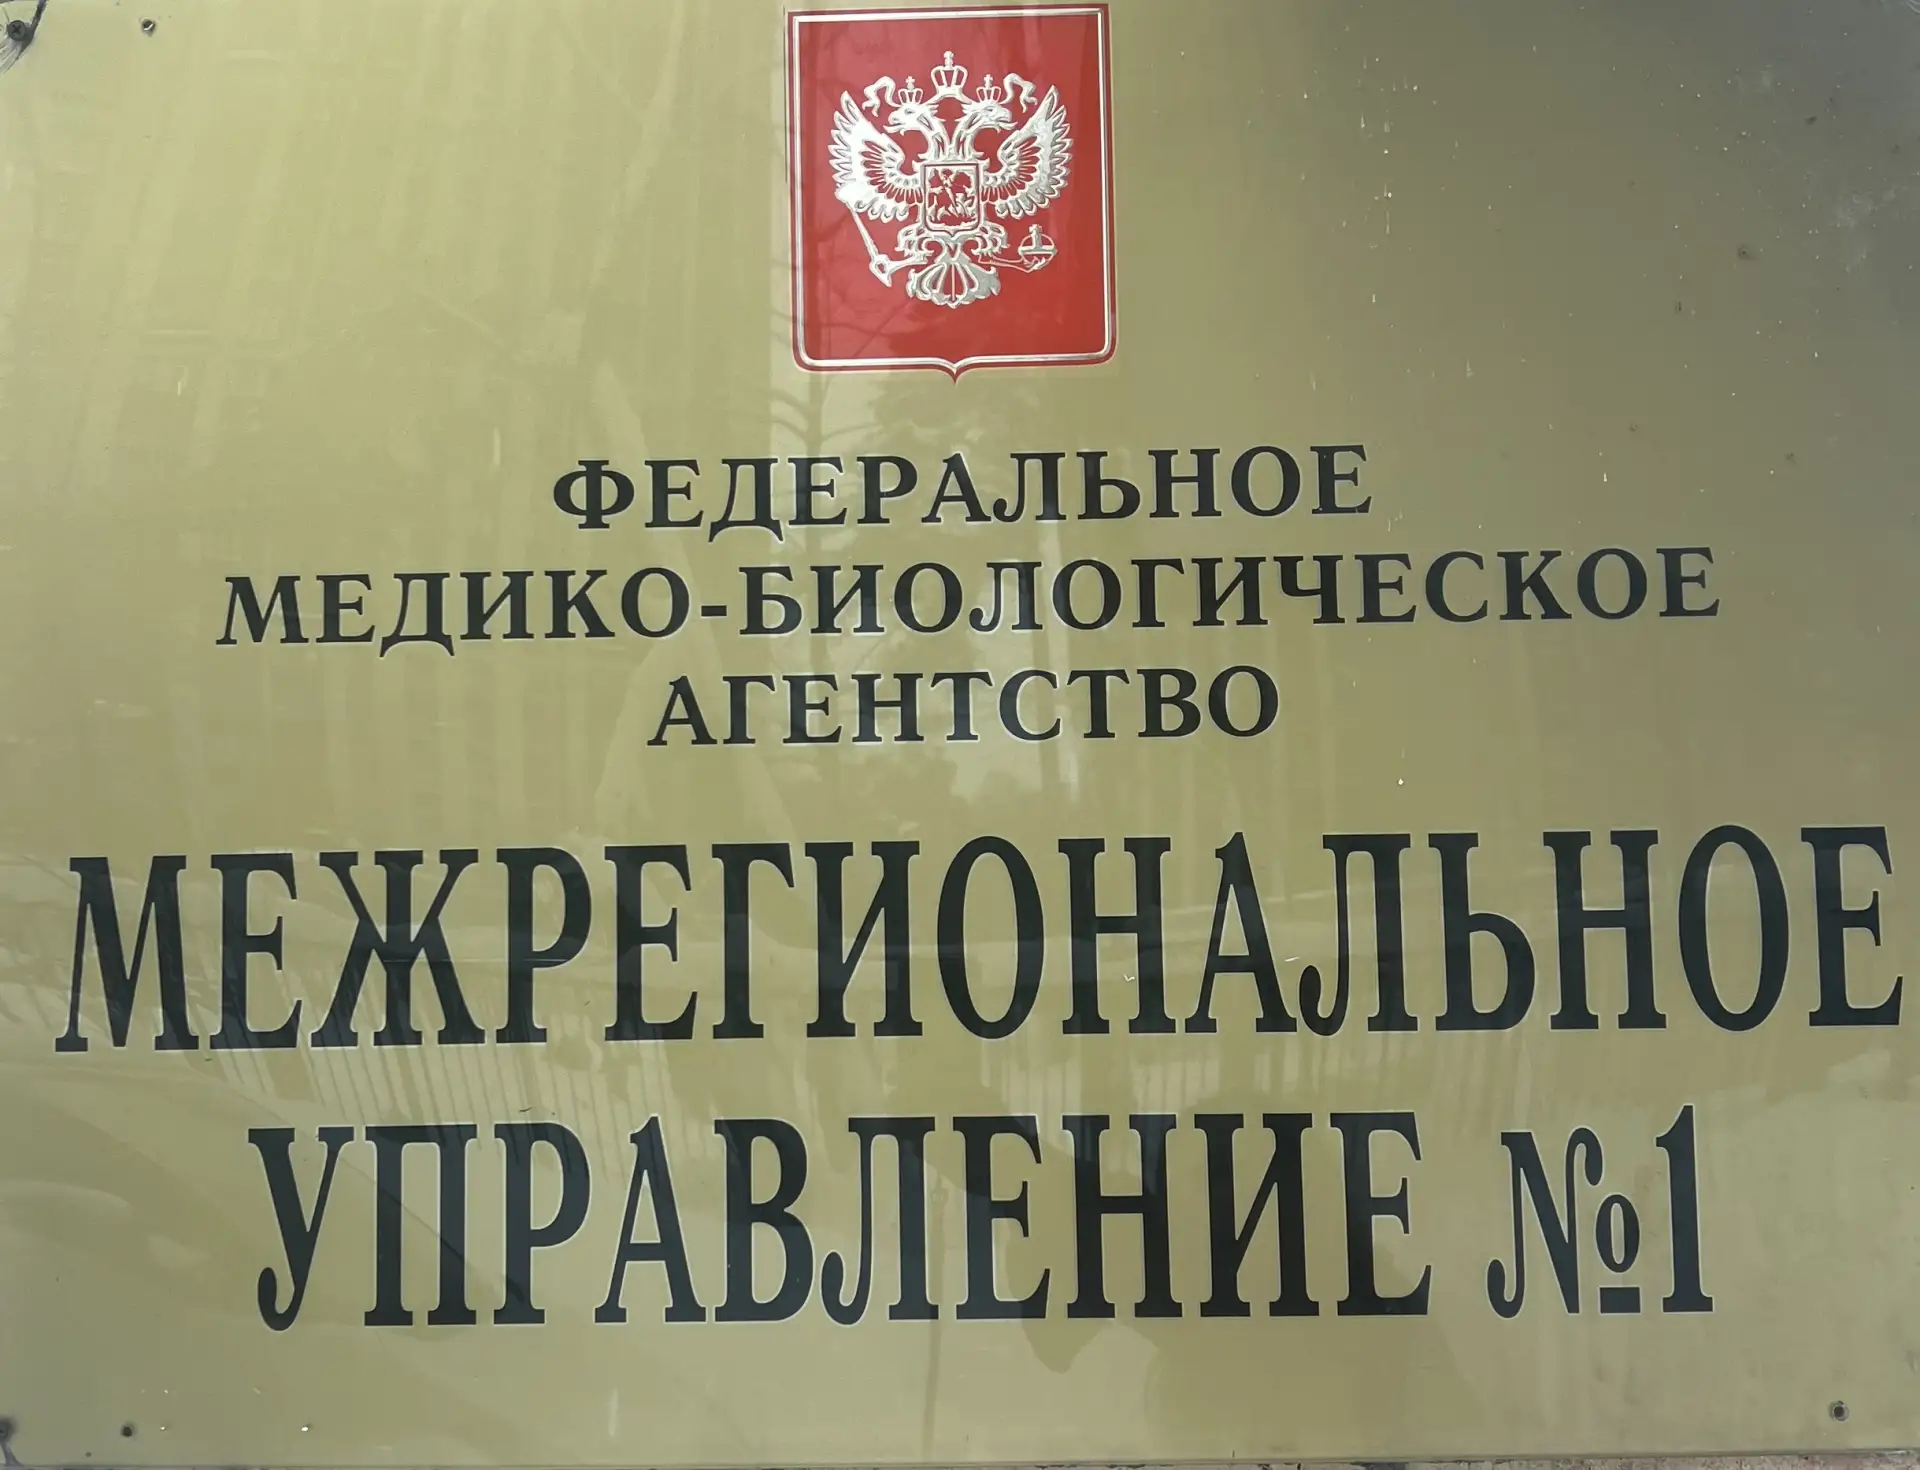 ФЕДЕРАЛЬНОЕ
МЕДИКО-БИОЛОГИЧЕСКОЕ
АГЕНТСТВО
МЕЖРЕГИОНАЛЬНОЕ
УПРАВЛЕНИЕ №1